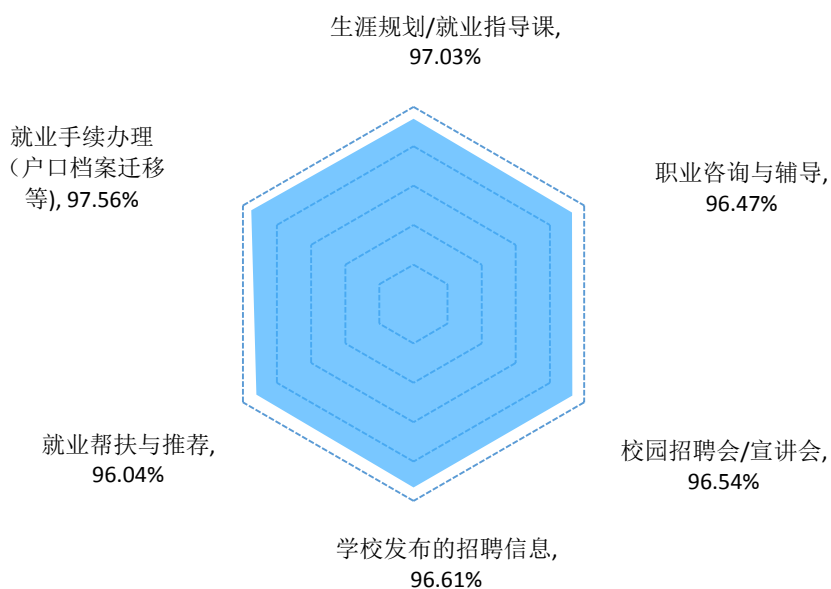 生涯规划/就业指导课,
97.03%
职业咨询与辅导,
96.47%
校园招聘会/宣讲会,
96.54%
学校发布的招聘信息,
96.61%
就业帮扶与推荐,
96.04%
就业手续办理
（户口档案迁移
等), 97.56%